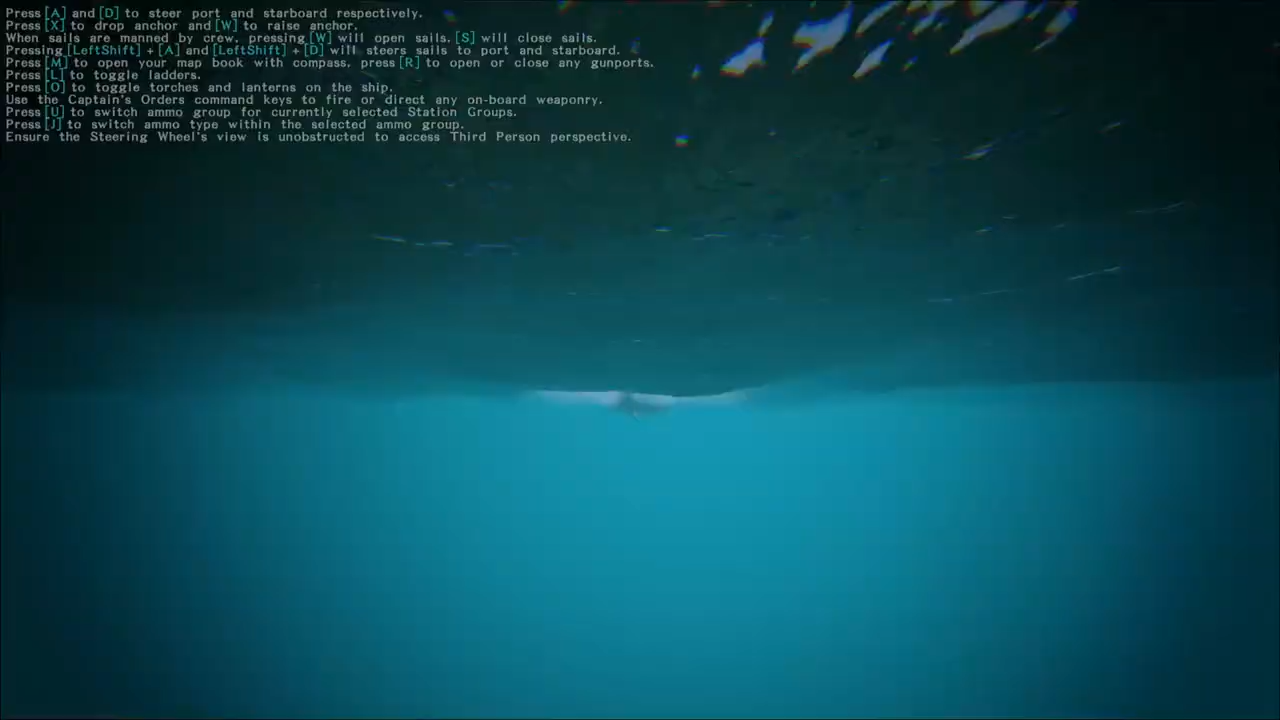 Press [A] and [D] to steer port and starboard respectively.
Press [X] to drop anchor and [W] to raise anchor.
When sails are manned by crew, pressing [W] will open sails, [S] will close sails.
Pressing [LeftShift] + [A] and [LeftShift] + [D] will steers sails to port and starboard.
Press [M] to open your map book with compass, press [R] to open or close any gunports.
Press [L] to toggle ladders.
Press [O] to toggle torches and lanterns on the ship.
Use the Captain's Orders command keys to fire or direct any on-board weaponry.
Press [U] to switch ammo group for currently selected Station Groups.
Press [J] to switch ammo type within the selected ammo group.
Ensure the Steering Wheel's view is unobstructed to access Third Person perspective.